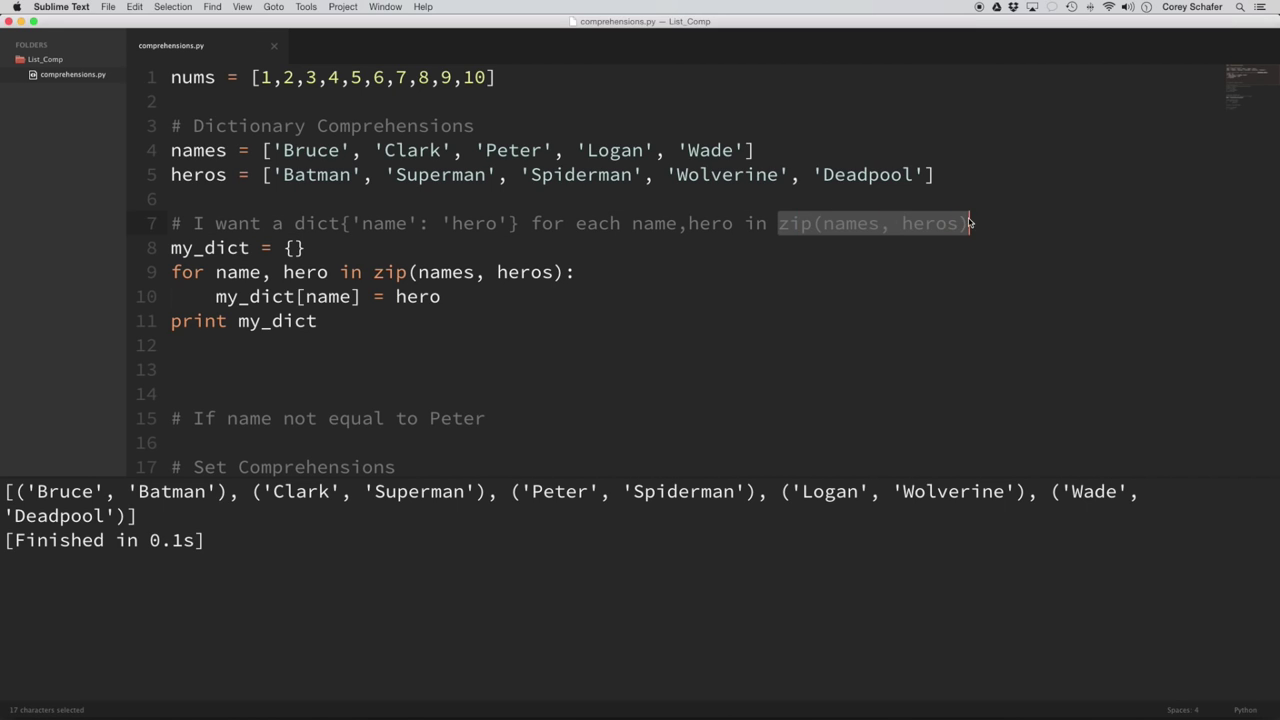 Sublime Text File Edit Selection Find View Goto Tools Project Window Help Corey Schafer
comprehensions.py — List_Comp
FOLDERS
List_Comp
comprehensions.py
comprehensions.py
1 nums = [1,2,3,4,5,6,7,8,9,10]
2
3 # Dictionary Comprehensions
4 names = ['Bruce', 'Clark', 'Peter', 'Logan', 'Wade']
5 heros = ['Batman', 'Superman', 'Spiderman', 'Wolverine', 'Deadpool']
6
7 # I want a dict{'name': 'hero'} for each name,hero in zip(names, heros)
8 my_dict = {}
9 for name, hero in zip(names, heros):
10 my_dict[name] = hero
11 print my_dict
12
13
14
15 # If name not equal to Peter
16
17 # Set Comprehensions
[('Bruce', 'Batman'), ('Clark', 'Superman'), ('Peter', 'Spiderman'), ('Logan', 'Wolverine'), ('Wade',
'Deadpool')]
[Finished in 0.1s]
17 characters selected Spaces: 4 Python